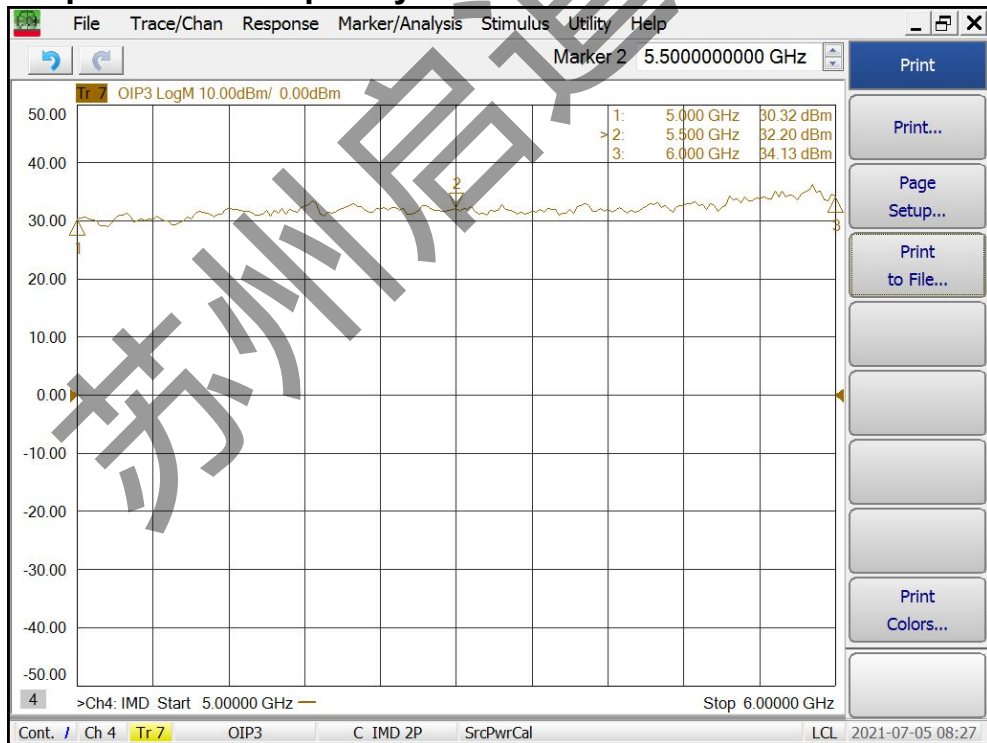 File Trace/Chan Response Marker/Analysis Stimulus Utility Help
Marker 2 5.5000000000 GHz
Print
Tr 7 OIP3 LogM 10.00dBm/ 0.00dBm
1: 5.000 GHz 30.32 dBm
> 2: 5.500 GHz 32.20 dBm
3: 6.000 GHz 34.13 dBm
50.00
40.00
30.00
20.00
10.00
0.00
-10.00
-20.00
-30.00
-40.00
-50.00
1
2
3
Print...
Page
Setup...
Print
to File...
Print
Colors...
4 >Ch4: IMD Start 5.00000 GHz Stop 6.00000 GHz
Cont. Ch 4 Tr 7 OIP3 C IMD 2P SrcPwrCal LCL 2021-07-05 08:27
苏州启